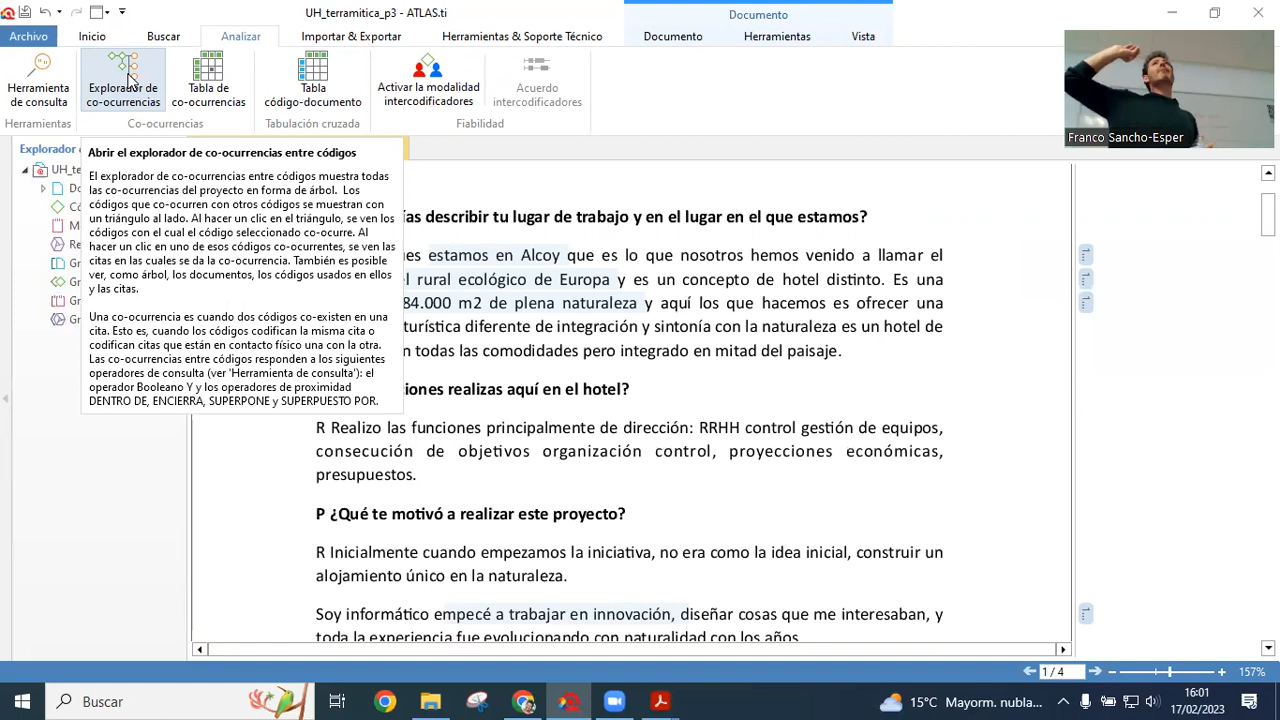 UH_terramitica_p3 - ATLAS.ti
Documento
Archivo
Inicio
Buscar
Analizar
Importar & Exportar
Herramientas & Soporte Técnico
Documento
Herramientas
Vista
Herramienta de consulta
Explorador de co-ocurrencias
Tabla de co-ocurrencias
Tabla código-documento
Activar la modalidad intercodificadores
Acuerdo intercodificadores
Herramientas
Co-ocurrencias
Tabulación cruzada
Fiabilidad
Franco Sancho-Esper
Explorador
Abrir el explorador de co-ocurrencias entre códigos
UH_te
El explorador de co-ocurrencias entre códigos muestra todas
las co-ocurrencias del proyecto en forma de árbol. Los
códigos que co-ocurren con otros códigos se muestran con
un triángulo al lado. Al hacer un clic en el triángulo, se ven los
códigos con el cual el código seleccionado co-ocurre. Al
hacer un clic en uno de esos códigos co-ocurrentes, se ven las
citas en las cuales se da la co-ocurrencia. También es posible
ver, como árbol, los documentos, los códigos usados en ellos
y las citas.
Una co-ocurrencia es cuando dos códigos co-existen en una
cita. Esto es, cuando los códigos codifican la misma cita o
codifican citas que están en contacto físico una con la otra.
Las co-ocurrencias entre códigos responden a los siguientes
operadores de consulta (ver 'Herramienta de consulta'): el
operador Booleano Y y los operadores de proximidad
DENTRO DE, ENCIERRA, SUPERPONE y SUPERPUESTO POR.
ías describir tu lugar de trabajo y en el lugar en el que estamos?
ues estamos en Alcoy que es lo que nosotros hemos venido a llamar el
el rural ecológico de Europa y es un concepto de hotel distinto. Es una
84.000 m2 de plena naturaleza y aquí los que hacemos es ofrecer una
turística diferente de integración y sintonía con la naturaleza es un hotel de
n todas las comodidades pero integrado en mitad del paisaje.
ciones realizas aquí en el hotel?
R Realizo las funciones principalmente de dirección: RRHH control gestión de equipos,
consecución de objetivos organización control, proyecciones económicas,
presupuestos.
P ¿Qué te motivó a realizar este proyecto?
R Inicialmente cuando empezamos la iniciativa, no era como la idea inicial, construir un
alojamiento único en la naturaleza.
Soy informático empecé a trabajar en innovación, diseñar cosas que me interesaban, y
toda la experiencia fue evolucionando con naturalidad con los años.
1 / 4
157%
Buscar
15°C Mayorm. nubla...
16:01
17/02/2023